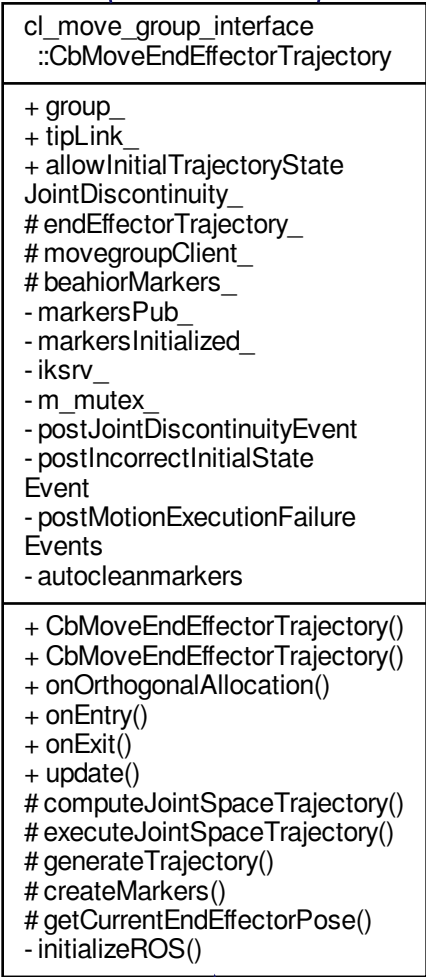 cl_move_group_interface
::CbMoveEndEffectorTrajectory
+ group_
+ tipLink_
+ allowInitialTrajectoryState
JointDiscontinuity_
# endEffectorTrajectory_
# movegroupClient_
# beahiorMarkers_
- markersPub_
- markersInitialized_
- iksrv_
- m_mutex_
- postJointDiscontinuityEvent
- postIncorrectInitialState
Event
- postMotionExecutionFailure
Events
- autocleanmarkers
+ CbMoveEndEffectorTrajectory()
+ CbMoveEndEffectorTrajectory()
+ onOrthogonalAllocation()
+ onEntry()
+ onExit()
+ update()
# computeJointSpaceTrajectory()
# executeJointSpaceTrajectory()
# generateTrajectory()
# createMarkers()
# getCurrentEndEffectorPose()
- initializeROS()